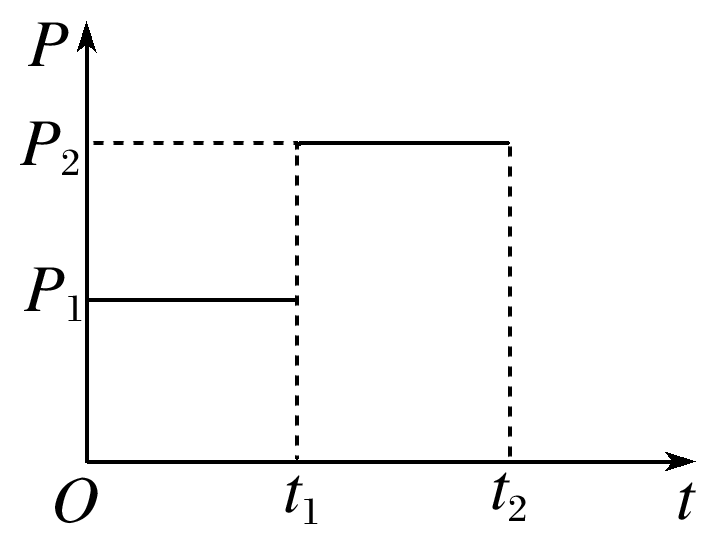 P
P₂
P₁
O t₁ t₂ t